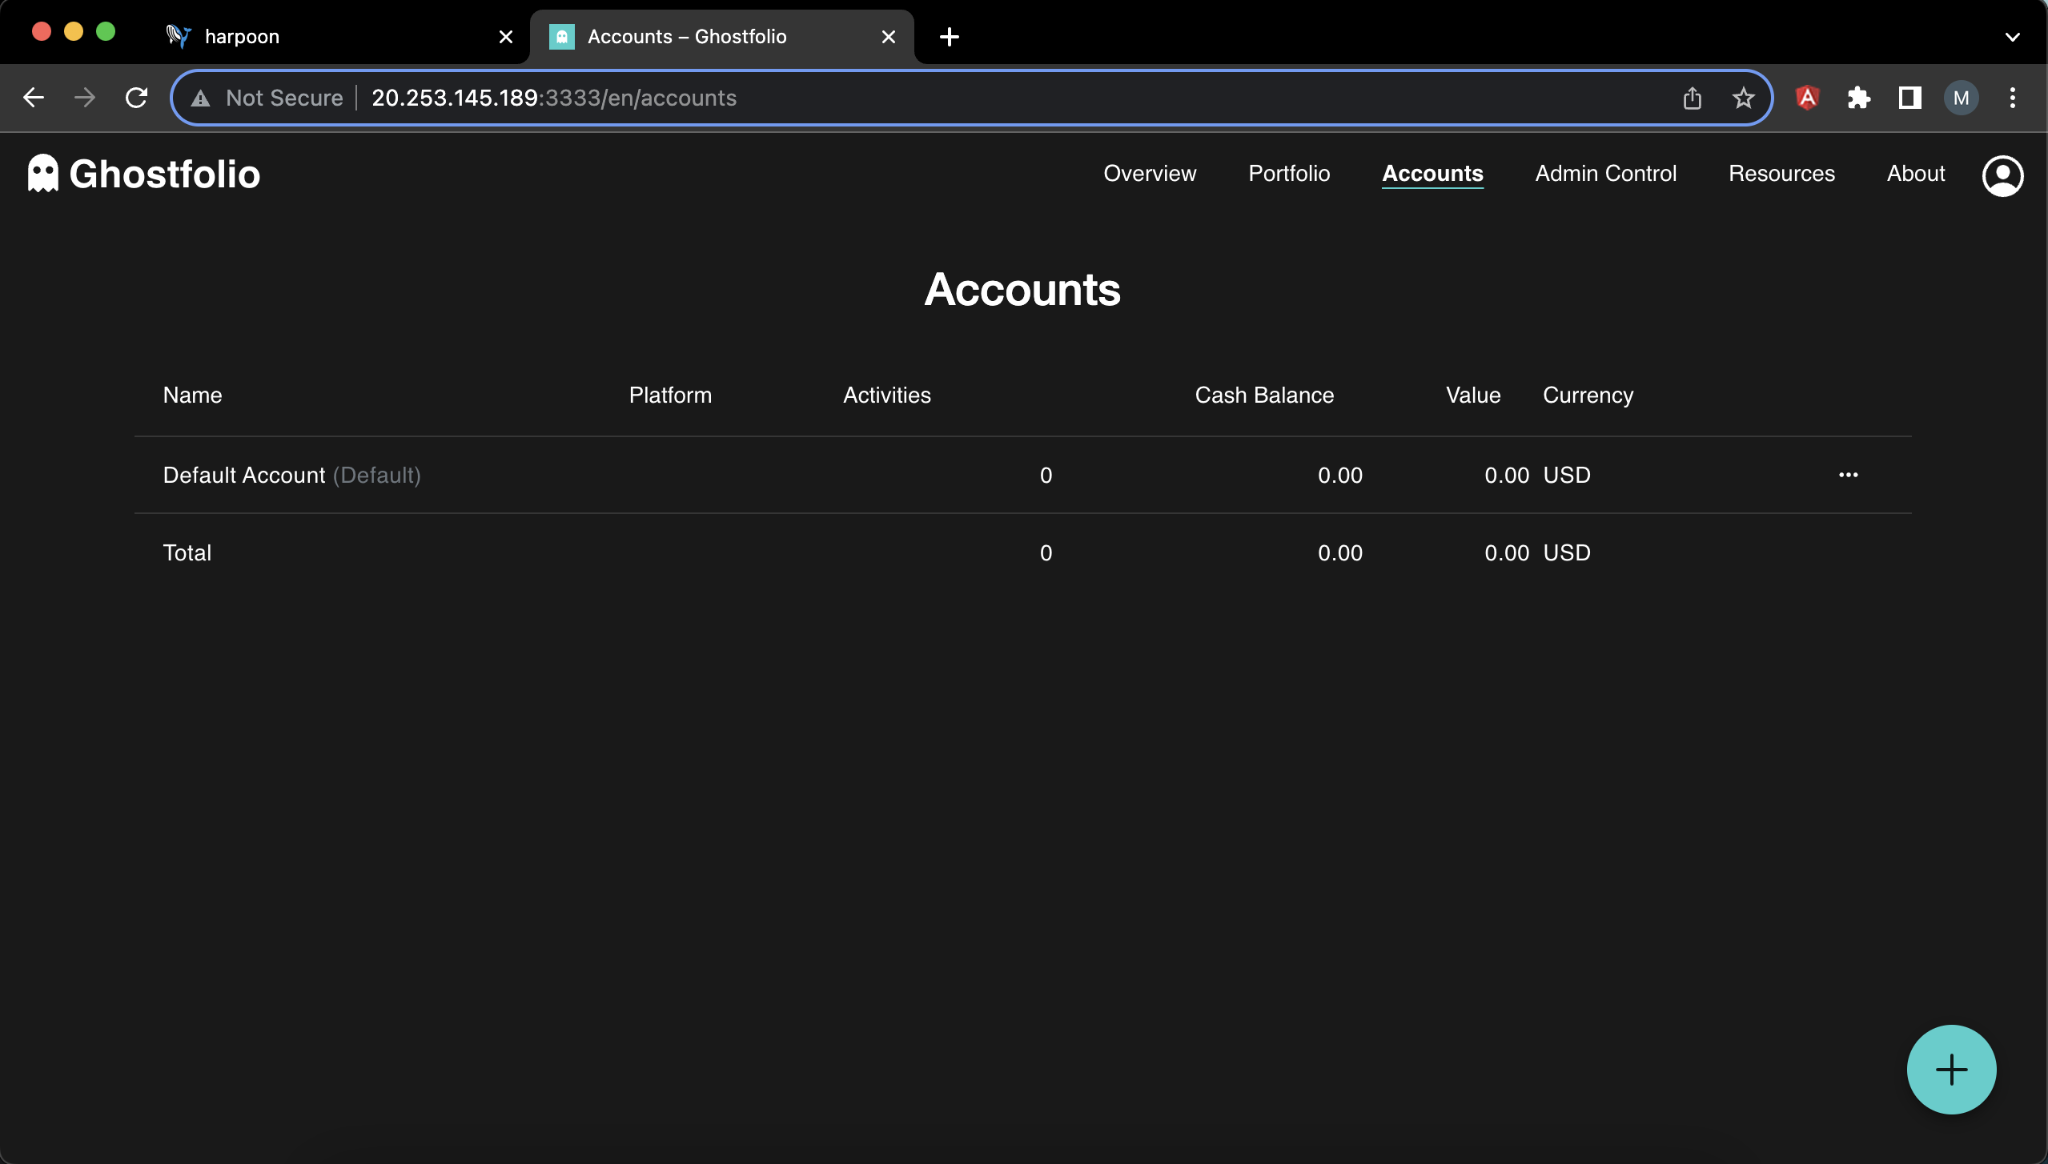 harpoon
Accounts – Ghostfolio
Not Secure 20.253.145.189:3333/en/accounts
M
Ghostfolio
Overview Portfolio Accounts Admin Control Resources About
Accounts
Name Platform Activities Cash Balance Value Currency
Default Account (Default) 0 0.00 0.00 USD
Total 0 0.00 0.00 USD